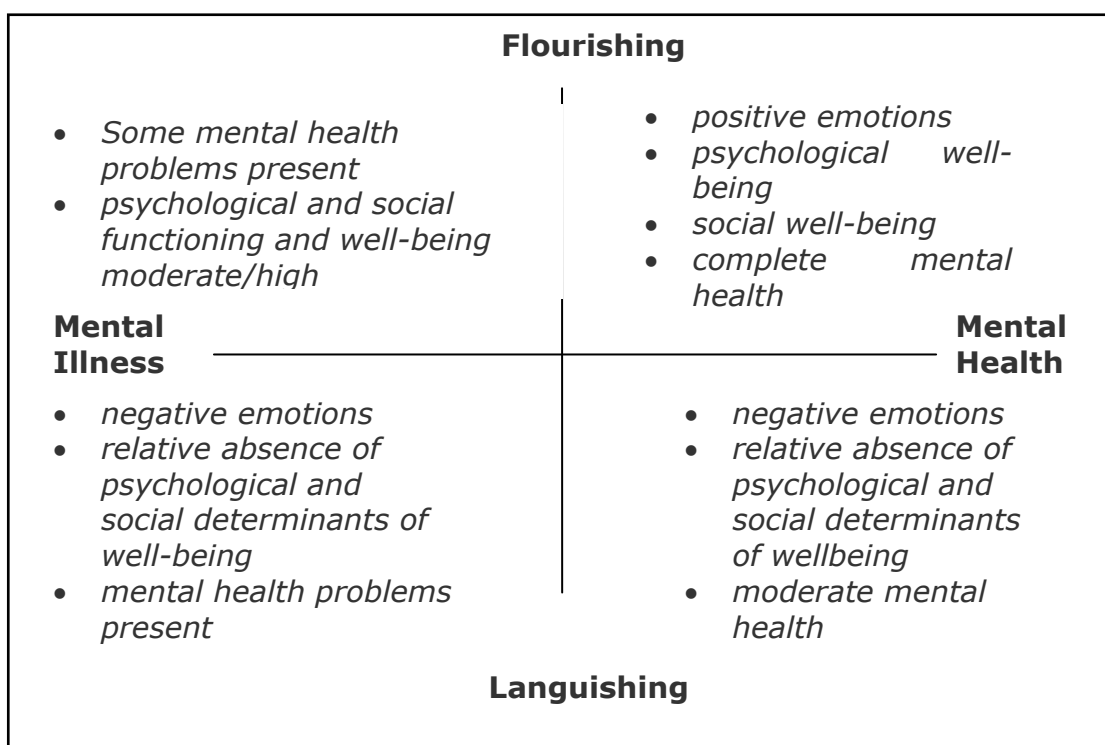 Flourishing
• Some mental health
problems present
• psychological and social
functioning and well-being
moderate/high
• positive emotions
• psychological well-
being
• social well-being
• complete mental
health
Mental
Illness
Mental
Health
• negative emotions
• relative absence of
psychological and
social determinants of
well-being
• mental health problems
present
• negative emotions
• relative absence of
psychological and
social determinants
of wellbeing
• moderate mental
health
Languishing